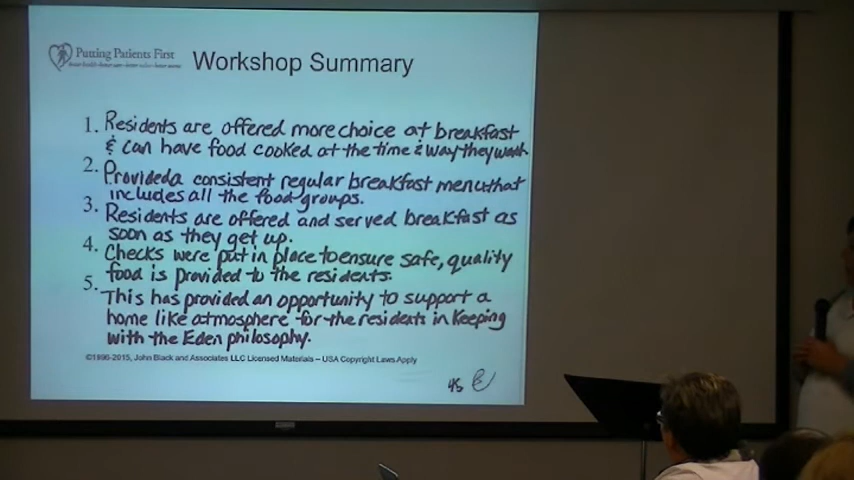 Putting Patients First
Workshop Summary
1. Residents are offered more choice at breakfast
& can have food cooked at the time & way they want
2. Provided a consistent regular breakfast menu that
includes all the food groups.
3. Residents are offered and served breakfast as
soon as they get up.
4. Checks were put in place to ensure safe, quality
food is provided to the residents.
5. This has provided an opportunity to support a
home like atmosphere for the residents in keeping
with the Eden philosophy.
©1996-2015, John Black and Associates LLC Licensed Materials – USA Copyright Laws Apply